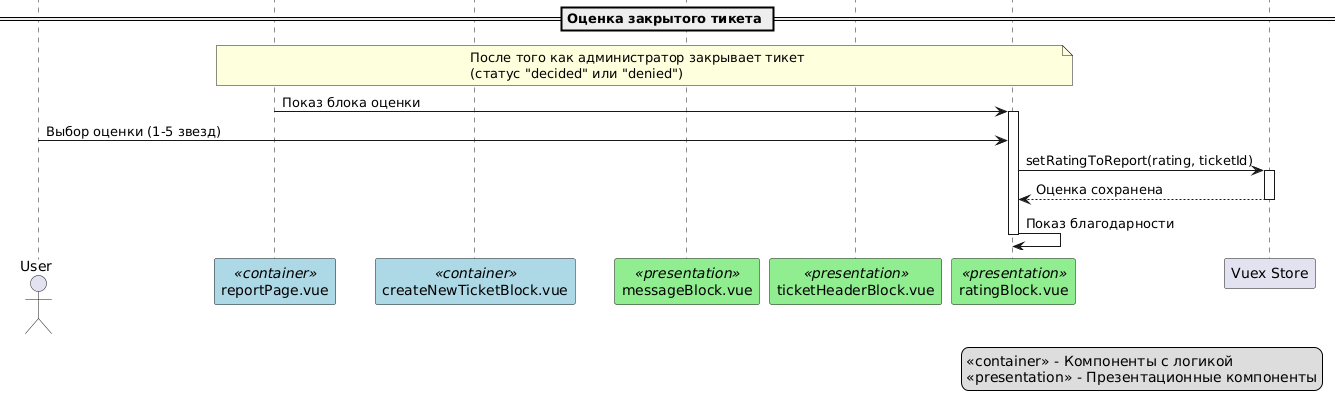 Оценка закрытого тикета
После того как администратор закрывает тикет
(статус "decided" или "denied")
Показ блока оценки
Выбор оценки (1-5 звезд)
setRatingToReport(rating, ticketId)
Оценка сохранена
Показ благодарности
User
«container»
reportPage.vue
«container»
createNewTicketBlock.vue
«presentation»
messageBlock.vue
«presentation»
ticketHeaderBlock.vue
«presentation»
ratingBlock.vue
Vuex Store
«container» - Компоненты с логикой
«presentation» - Презентационные компоненты